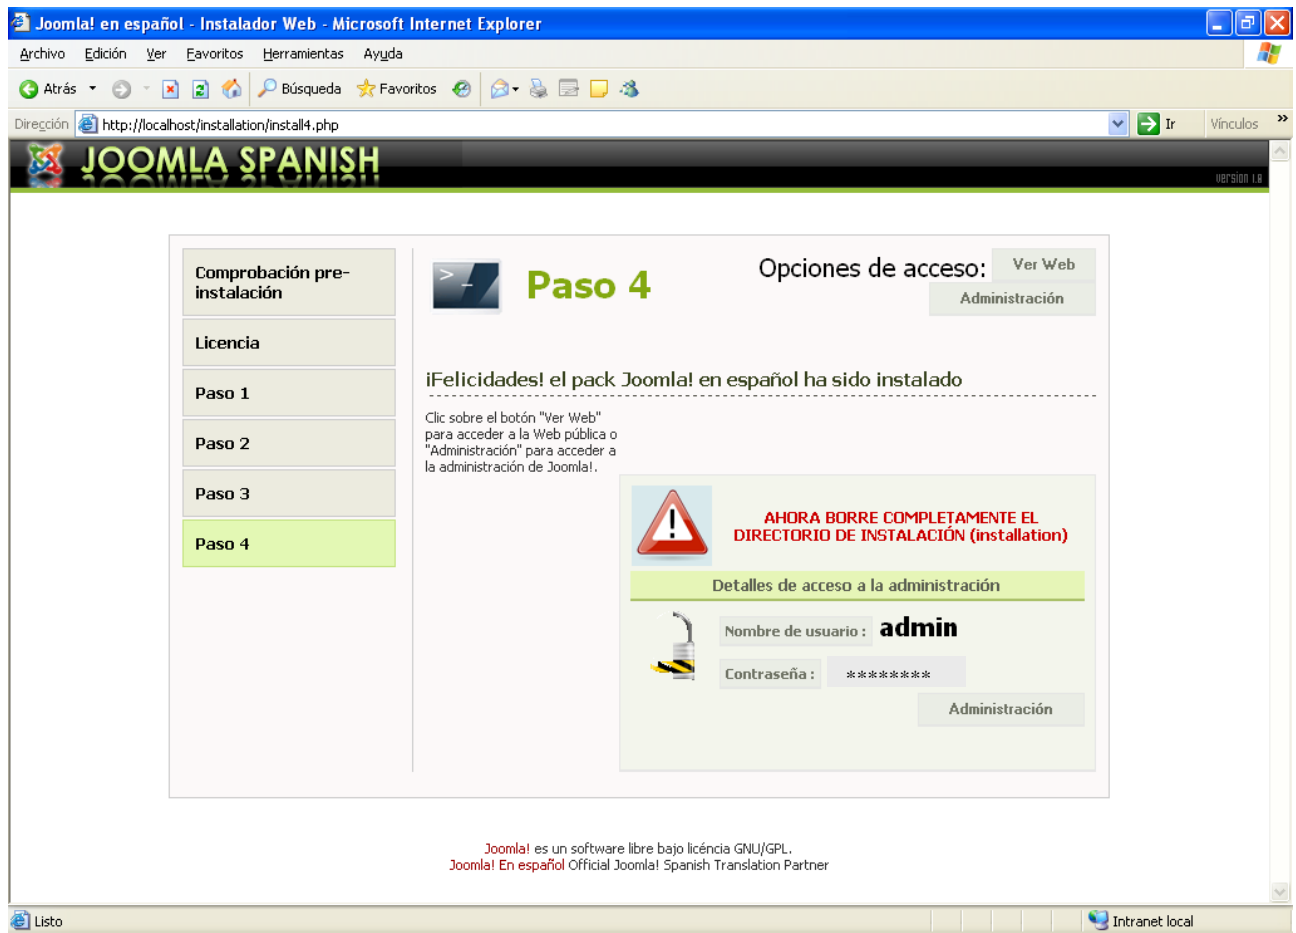 Joomla! en español - Instalador Web - Microsoft Internet Explorer
Archivo Edición Ver Favoritos Herramientas Ayuda
Atrás Búsqueda Favoritos
Dirección http://localhost/installation/install4.php Ir Vínculos »
JOOMLA SPANISH
version 1.0
Comprobación pre-
instalación
Licencia
Paso 1
Paso 2
Paso 3
Paso 4
>_ Paso 4
Opciones de acceso: Ver Web
Administración
¡Felicidades! el pack Joomla! en español ha sido instalado
Clic sobre el botón "Ver Web"
para acceder a la Web pública o
"Administración" para acceder a
la administración de Joomla!.
AHORA BORRE COMPLETAMENTE EL
DIRECTORIO DE INSTALACIÓN (installation)
Detalles de acceso a la administración
Nombre de usuario : admin
Contraseña : ********
Administración
Joomla! es un software libre bajo licéncia GNU/GPL.
Joomla! En español Official Joomla! Spanish Translation Partner
Listo
Intranet local